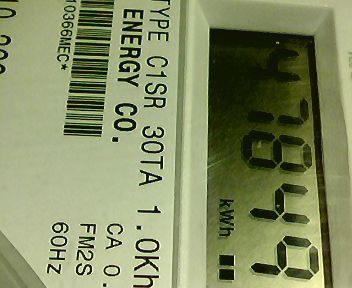 TYPE C1SR 30TA 1.0Kh
ENERGY CO.
CA 0.
FM2S
60Hz
10366MEC*
47849
kWh